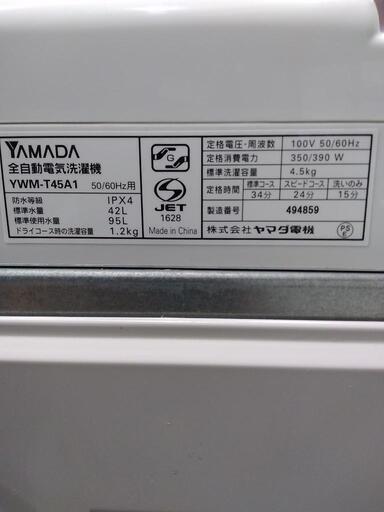 YAMADA
全自動電気洗濯機
YWM-T45A1 50/60Hz用
防水等級 IPX4
標準水量 42L
標準使用水量 95L
ドライコース時の洗濯容量 1.2kg
G
JET
1628
Made in China
定格電圧・周波数 100V 50/60Hz
定格消費電力 350/390 W
標準洗濯容量 4.5kg
定格時間 標準コース スピードコース 洗いのみ
34分 24分 15分
製造番号 494859
株式会社 ヤマダ電機
PS
E